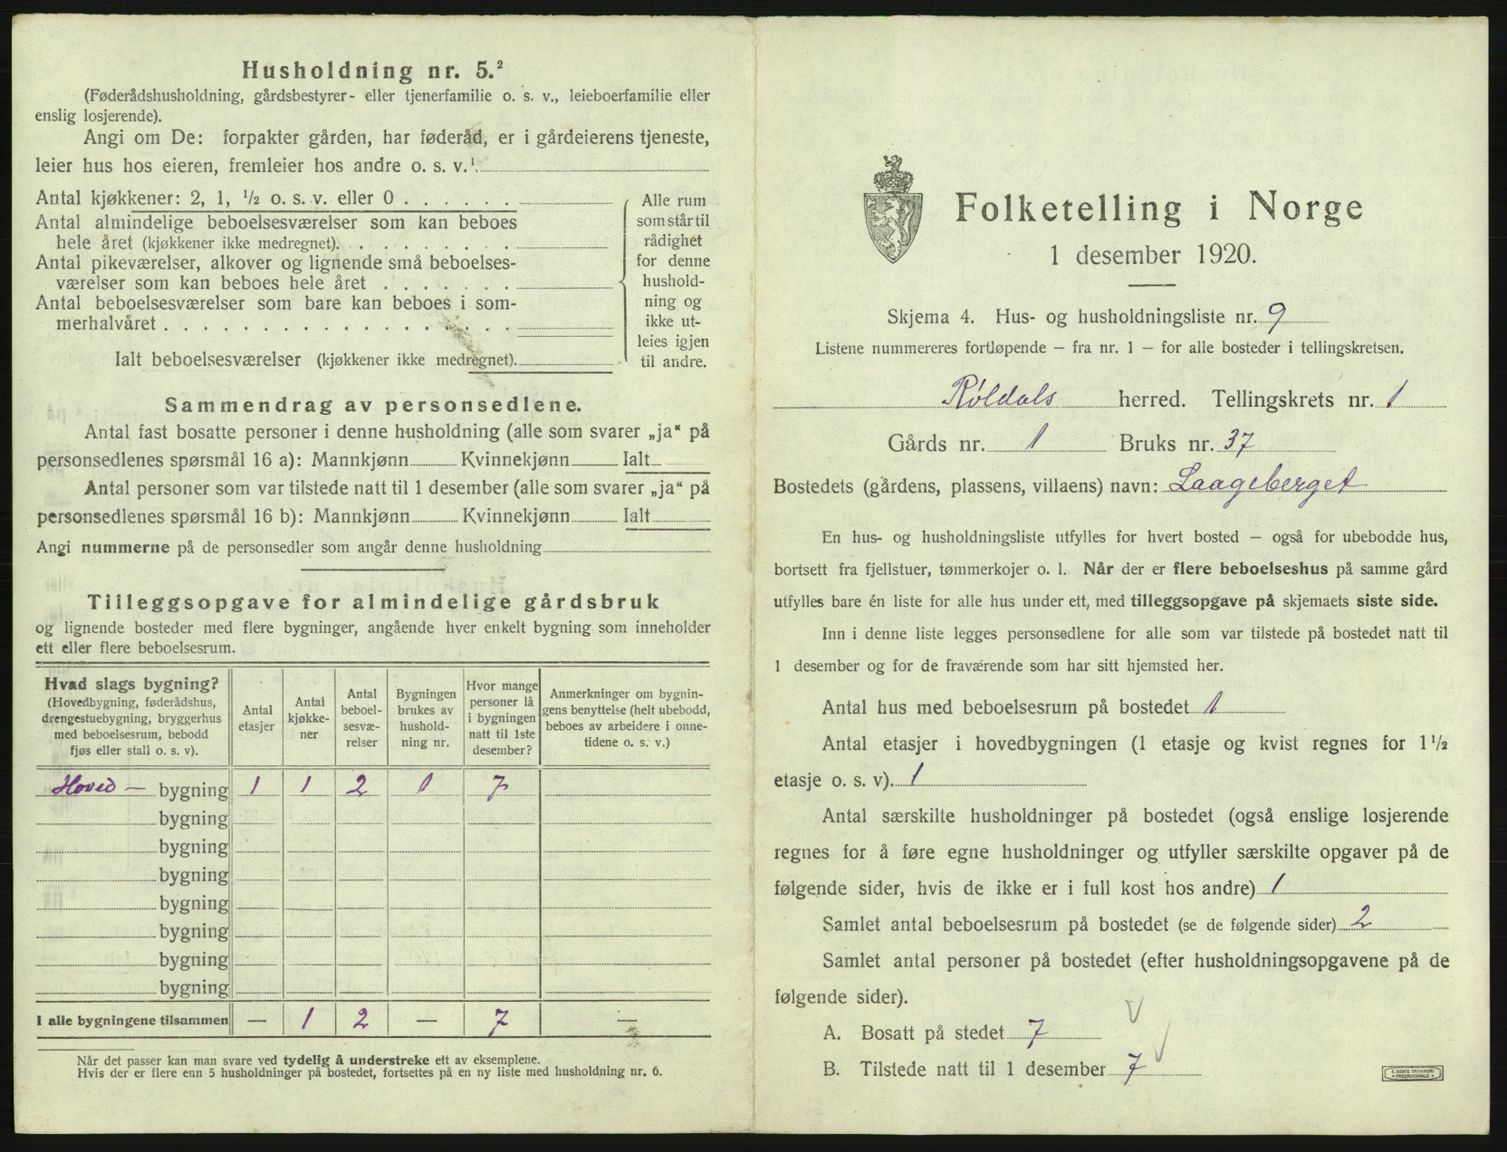 Husholdning nr. 5.²
(Føderådshusholdning, gårdsbestyrer- eller tjenerfamilie o. s. v., leieboerfamilie eller
enslig losjerende).
Angi om De: forpakter gården, har føderåd, er i gårdeierens tjeneste,
leier hus hos eieren, fremleier hos andre o. s. v.¹
Antal kjøkkener: 2, 1, ½ o. s. v. eller 0 . . . . . .
Antal almindelige beboelsesværelser som kan beboes
hele året (kjøkkener ikke medregnet). . . . . . . . .
Antal pikeværelser, alkover og lignende små beboelses-
værelser som kan beboes hele året . . . . . . .
Antal beboelsesværelser som bare kan beboes i som-
merhalvåret . . . . . . . . . . . . . . . . . . .
Ialt beboelsesværelser (kjøkkener ikke medregnet).
Alle rum
som står til
rådighet
for denne
hushold-
ning og
ikke ut-
leies igjen
til andre.
Sammendrag av personsedlene.
Antal fast bosatte personer i denne husholdning (alle som svarer „ja“ på
personsedlenes spørsmål 16 a): Mannkjønn Kvinnekjønn Ialt
Antal personer som var tilstede natt til 1 desember (alle som svarer „ja“ på
personsedlenes spørsmål 16 b): Mannkjønn Kvinnekjønn Ialt
Angi nummerne på de personsedler som angår denne husholdning
Tilleggsopgave for almindelige gårdsbruk
og lignende bosteder med flere bygninger, angående hver enkelt bygning som inneholder
ett eller flere beboelsesrum.
Hvad slags bygning?
(Hovedbygning, føderådshus,
drengestuebygning, bryggerhus
med beboelsesrum, bebodd
fjøs eller stall o. s. v).
Antal
etasjer
Antal
kjøkke-
ner
Antal
beboel-
sesvæ-
relser
Bygningen
brukes av
hushold-
ning nr.
Hvor mange
personer lå
i bygningen
natt til 1ste
desember?
Anmerkninger om bygnin-
gens benyttelse (helt ubebodd,
beboes av arbeidere i onne-
tidene o. s. v.)
Hoved — bygning 1 1 2 1 7
bygning
bygning
bygning
bygning
bygning
bygning
bygning
I alle bygningene tilsammen — 1 2 — 7 —
Når det passer kan man svare ved tydelig å understreke ett av eksemplene.
Hvis der er flere enn 5 husholdninger på bostedet, fortsettes på en ny liste med husholdning nr. 6.
Folketelling i Norge
1 desember 1920.
Skjema 4. Hus- og husholdningsliste nr. 9
Listene nummereres fortløpende — fra nr. 1 — for alle bosteder i tellingskretsen.
Røldals herred. Tellingskrets nr. 1
Gårds nr. 1 Bruks nr. 37
Bostedets (gårdens, plassens, villaens) navn: Laageberget
En hus- og husholdningsliste utfylles for hvert bosted — også for ubebodde hus,
bortsett fra fjellstuer, tømmerkojer o. l. Når der er flere beboelseshus på samme gård
utfylles bare én liste for alle hus under ett, med tilleggsopgave på skjemaets siste side.
Inn i denne liste legges personsedlene for alle som var tilstede på bostedet natt til
1 desember og for de fraværende som har sitt hjemsted her.
Antal hus med beboelsesrum på bostedet 1
Antal etasjer i hovedbygningen (1 etasje og kvist regnes for 1½
etasje o. s. v). 1
Antal særskilte husholdninger på bostedet (også enslige losjerende
regnes for å føre egne husholdninger og utfyller særskilte opgaver på de
følgende sider, hvis de ikke er i full kost hos andre) 1
Samlet antal beboelsesrum på bostedet (se de følgende sider) 2
Samlet antal personer på bostedet (efter husholdningsopgavene på de
følgende sider).
A. Bosatt på stedet 7
B. Tilstede natt til 1 desember 7